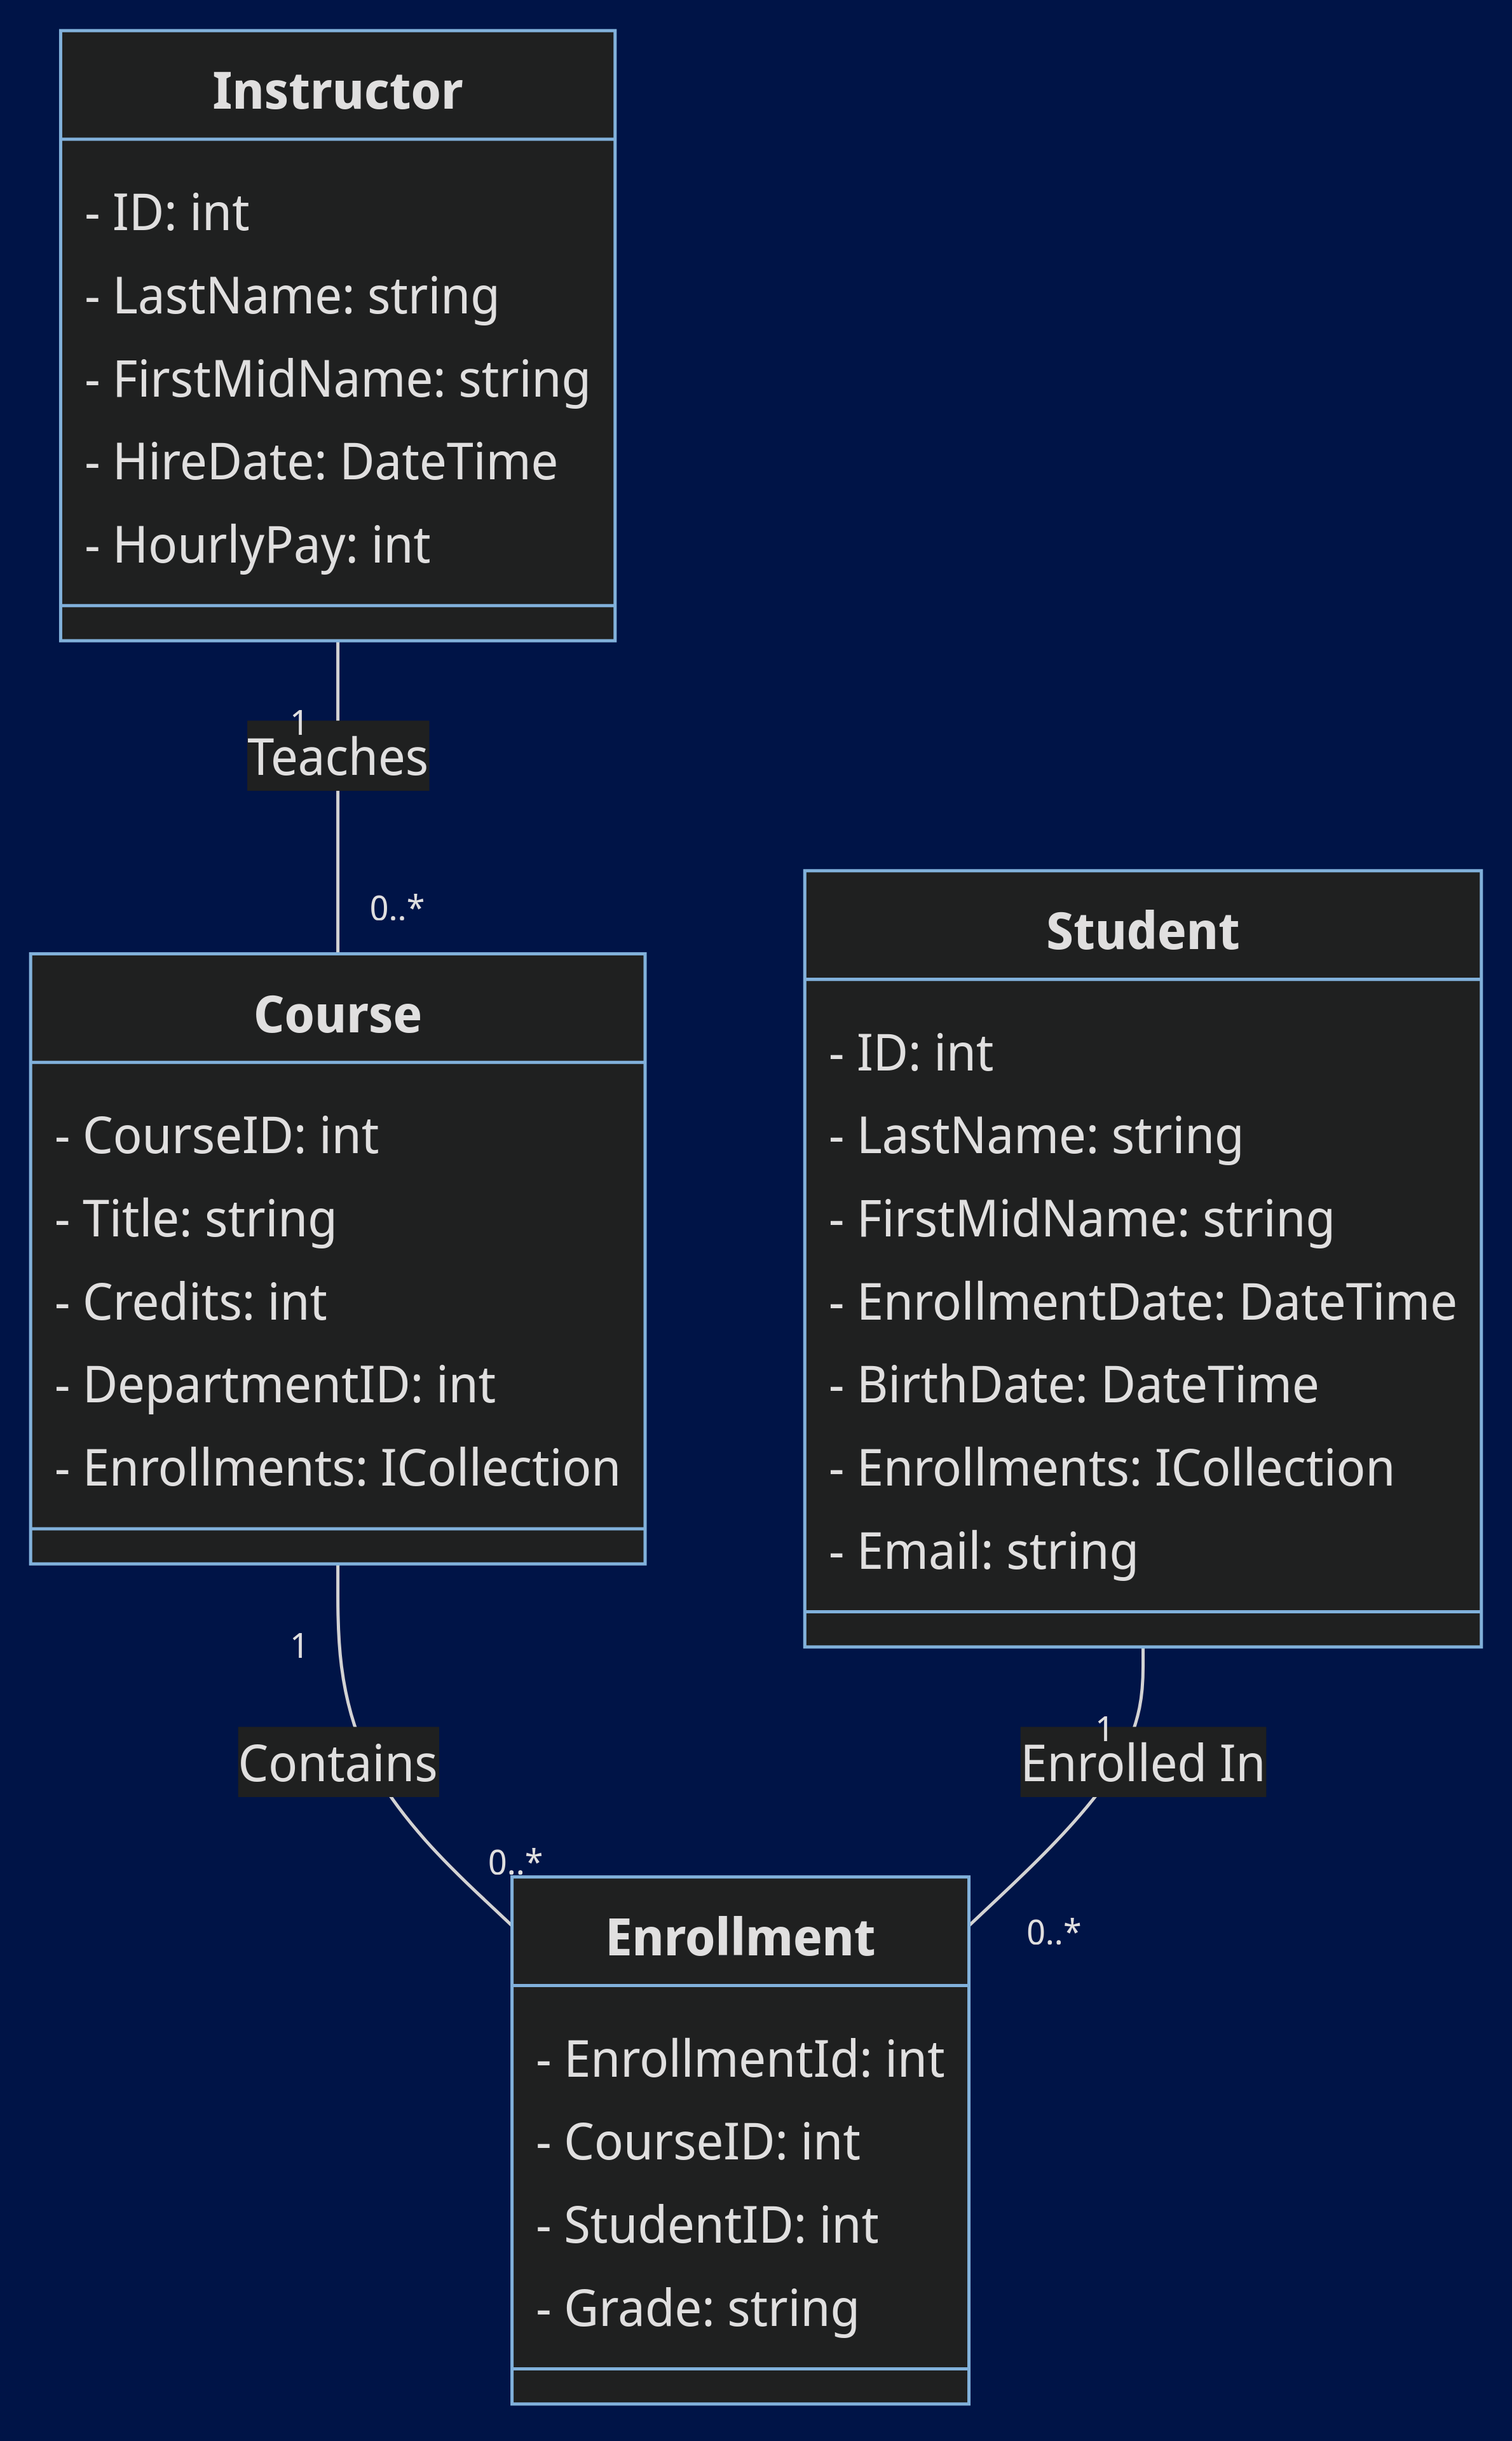 Instructor
- ID: int
- LastName: string
- FirstMidName: string
- HireDate: DateTime
- HourlyPay: int
1
Teaches
0..*
Course
- CourseID: int
- Title: string
- Credits: int
- DepartmentID: int
- Enrollments: ICollection
Student
- ID: int
- LastName: string
- FirstMidName: string
- EnrollmentDate: DateTime
- BirthDate: DateTime
- Enrollments: ICollection
- Email: string
1
Contains
0..*
1
Enrolled In
0..*
Enrollment
- EnrollmentId: int
- CourseID: int
- StudentID: int
- Grade: string